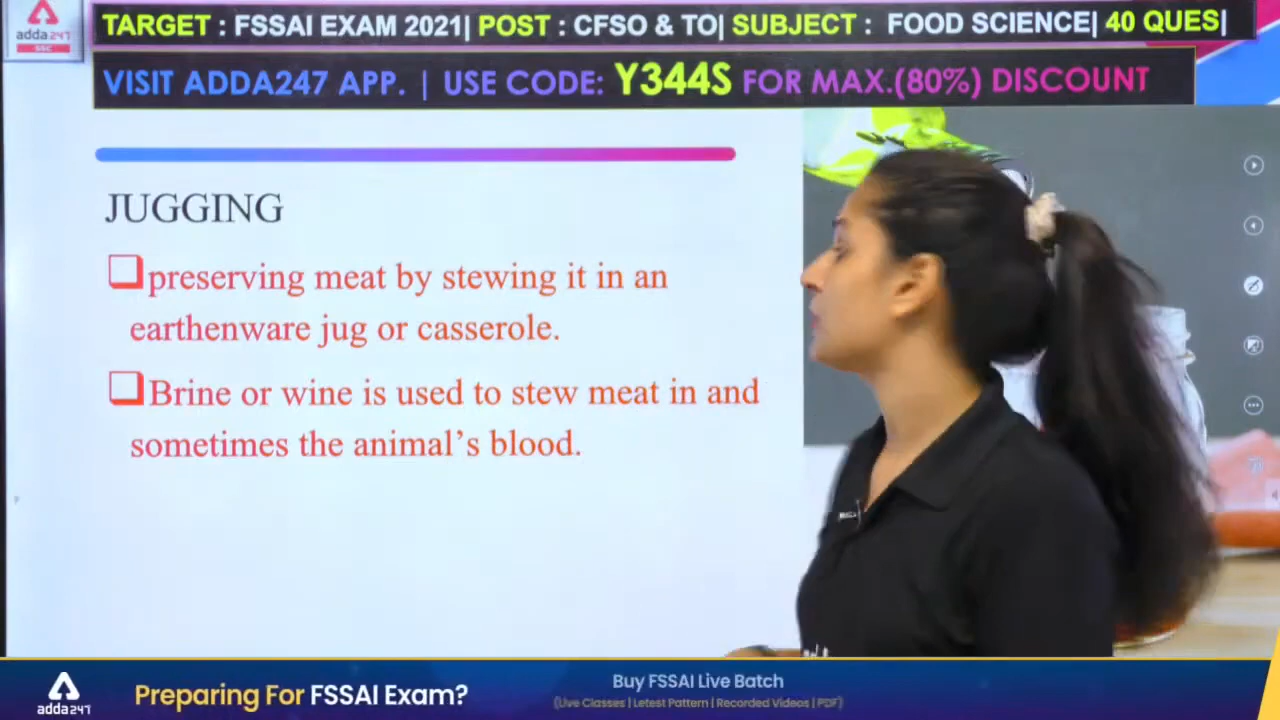 adda247
SSC
TARGET : FSSAI EXAM 2021| POST : CFSO & TO| SUBJECT : FOOD SCIENCE| 40 QUES|
VISIT ADDA247 APP. | USE CODE: Y344S FOR MAX.(80%) DISCOUNT
JUGGING
preserving meat by stewing it in an
earthenware jug or casserole.
Brine or wine is used to stew meat in and
sometimes the animal’s blood.
adda247
Preparing For FSSAI Exam?
Buy FSSAI Live Batch
(Live Classes | Letest Pattern | Recorded Videos | PDF)